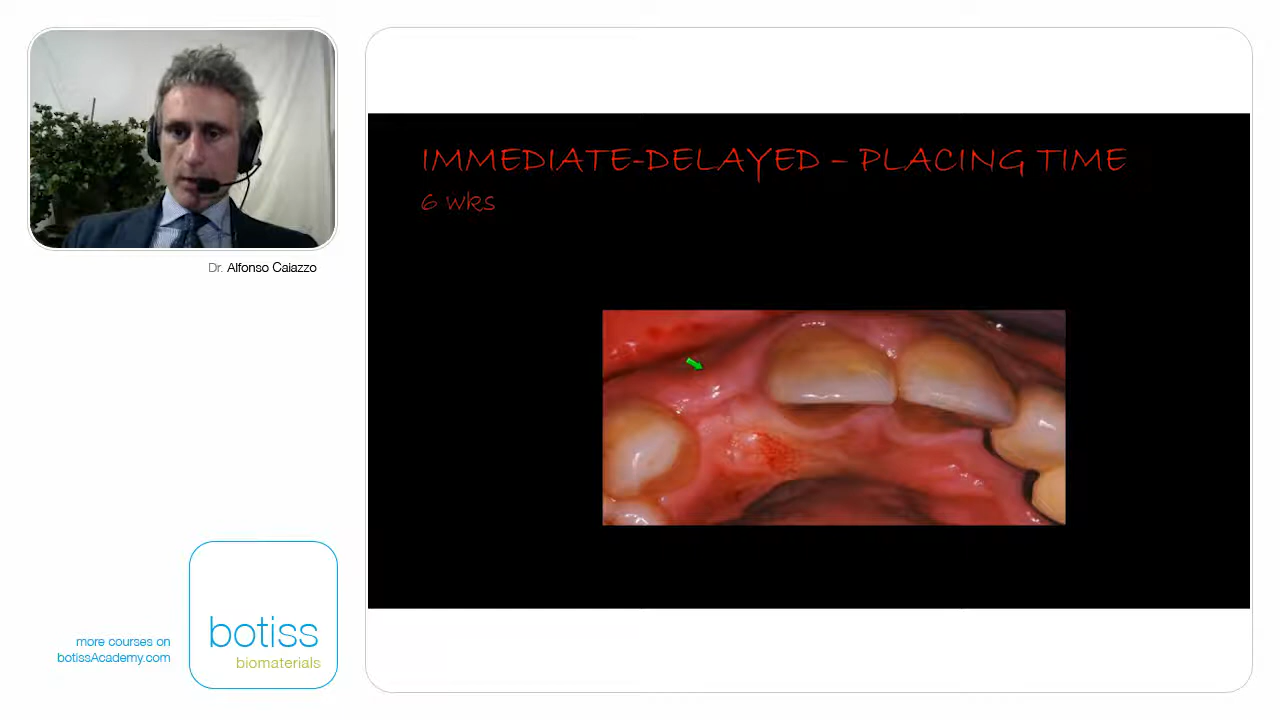 IMMEDIATE-DELAYED – PLACING TIME
6 wks
Dr. Alfonso Caiazzo
botiss
biomaterials
more courses on
botissAcademy.com